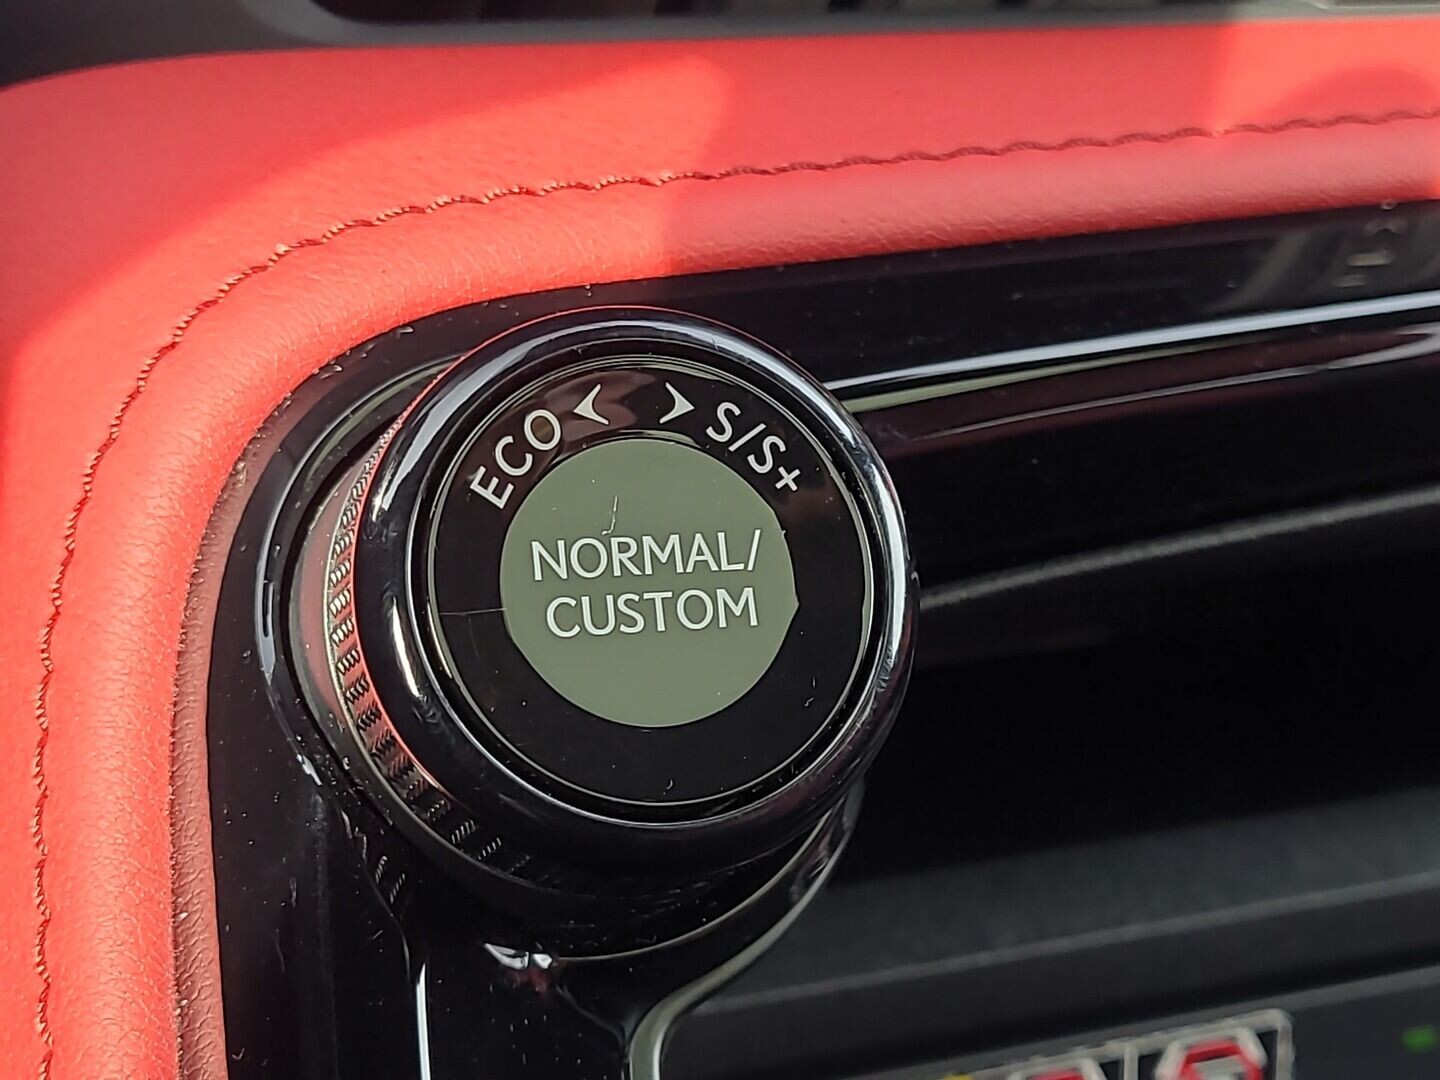 ECO
S/S+
NORMAL/
CUSTOM